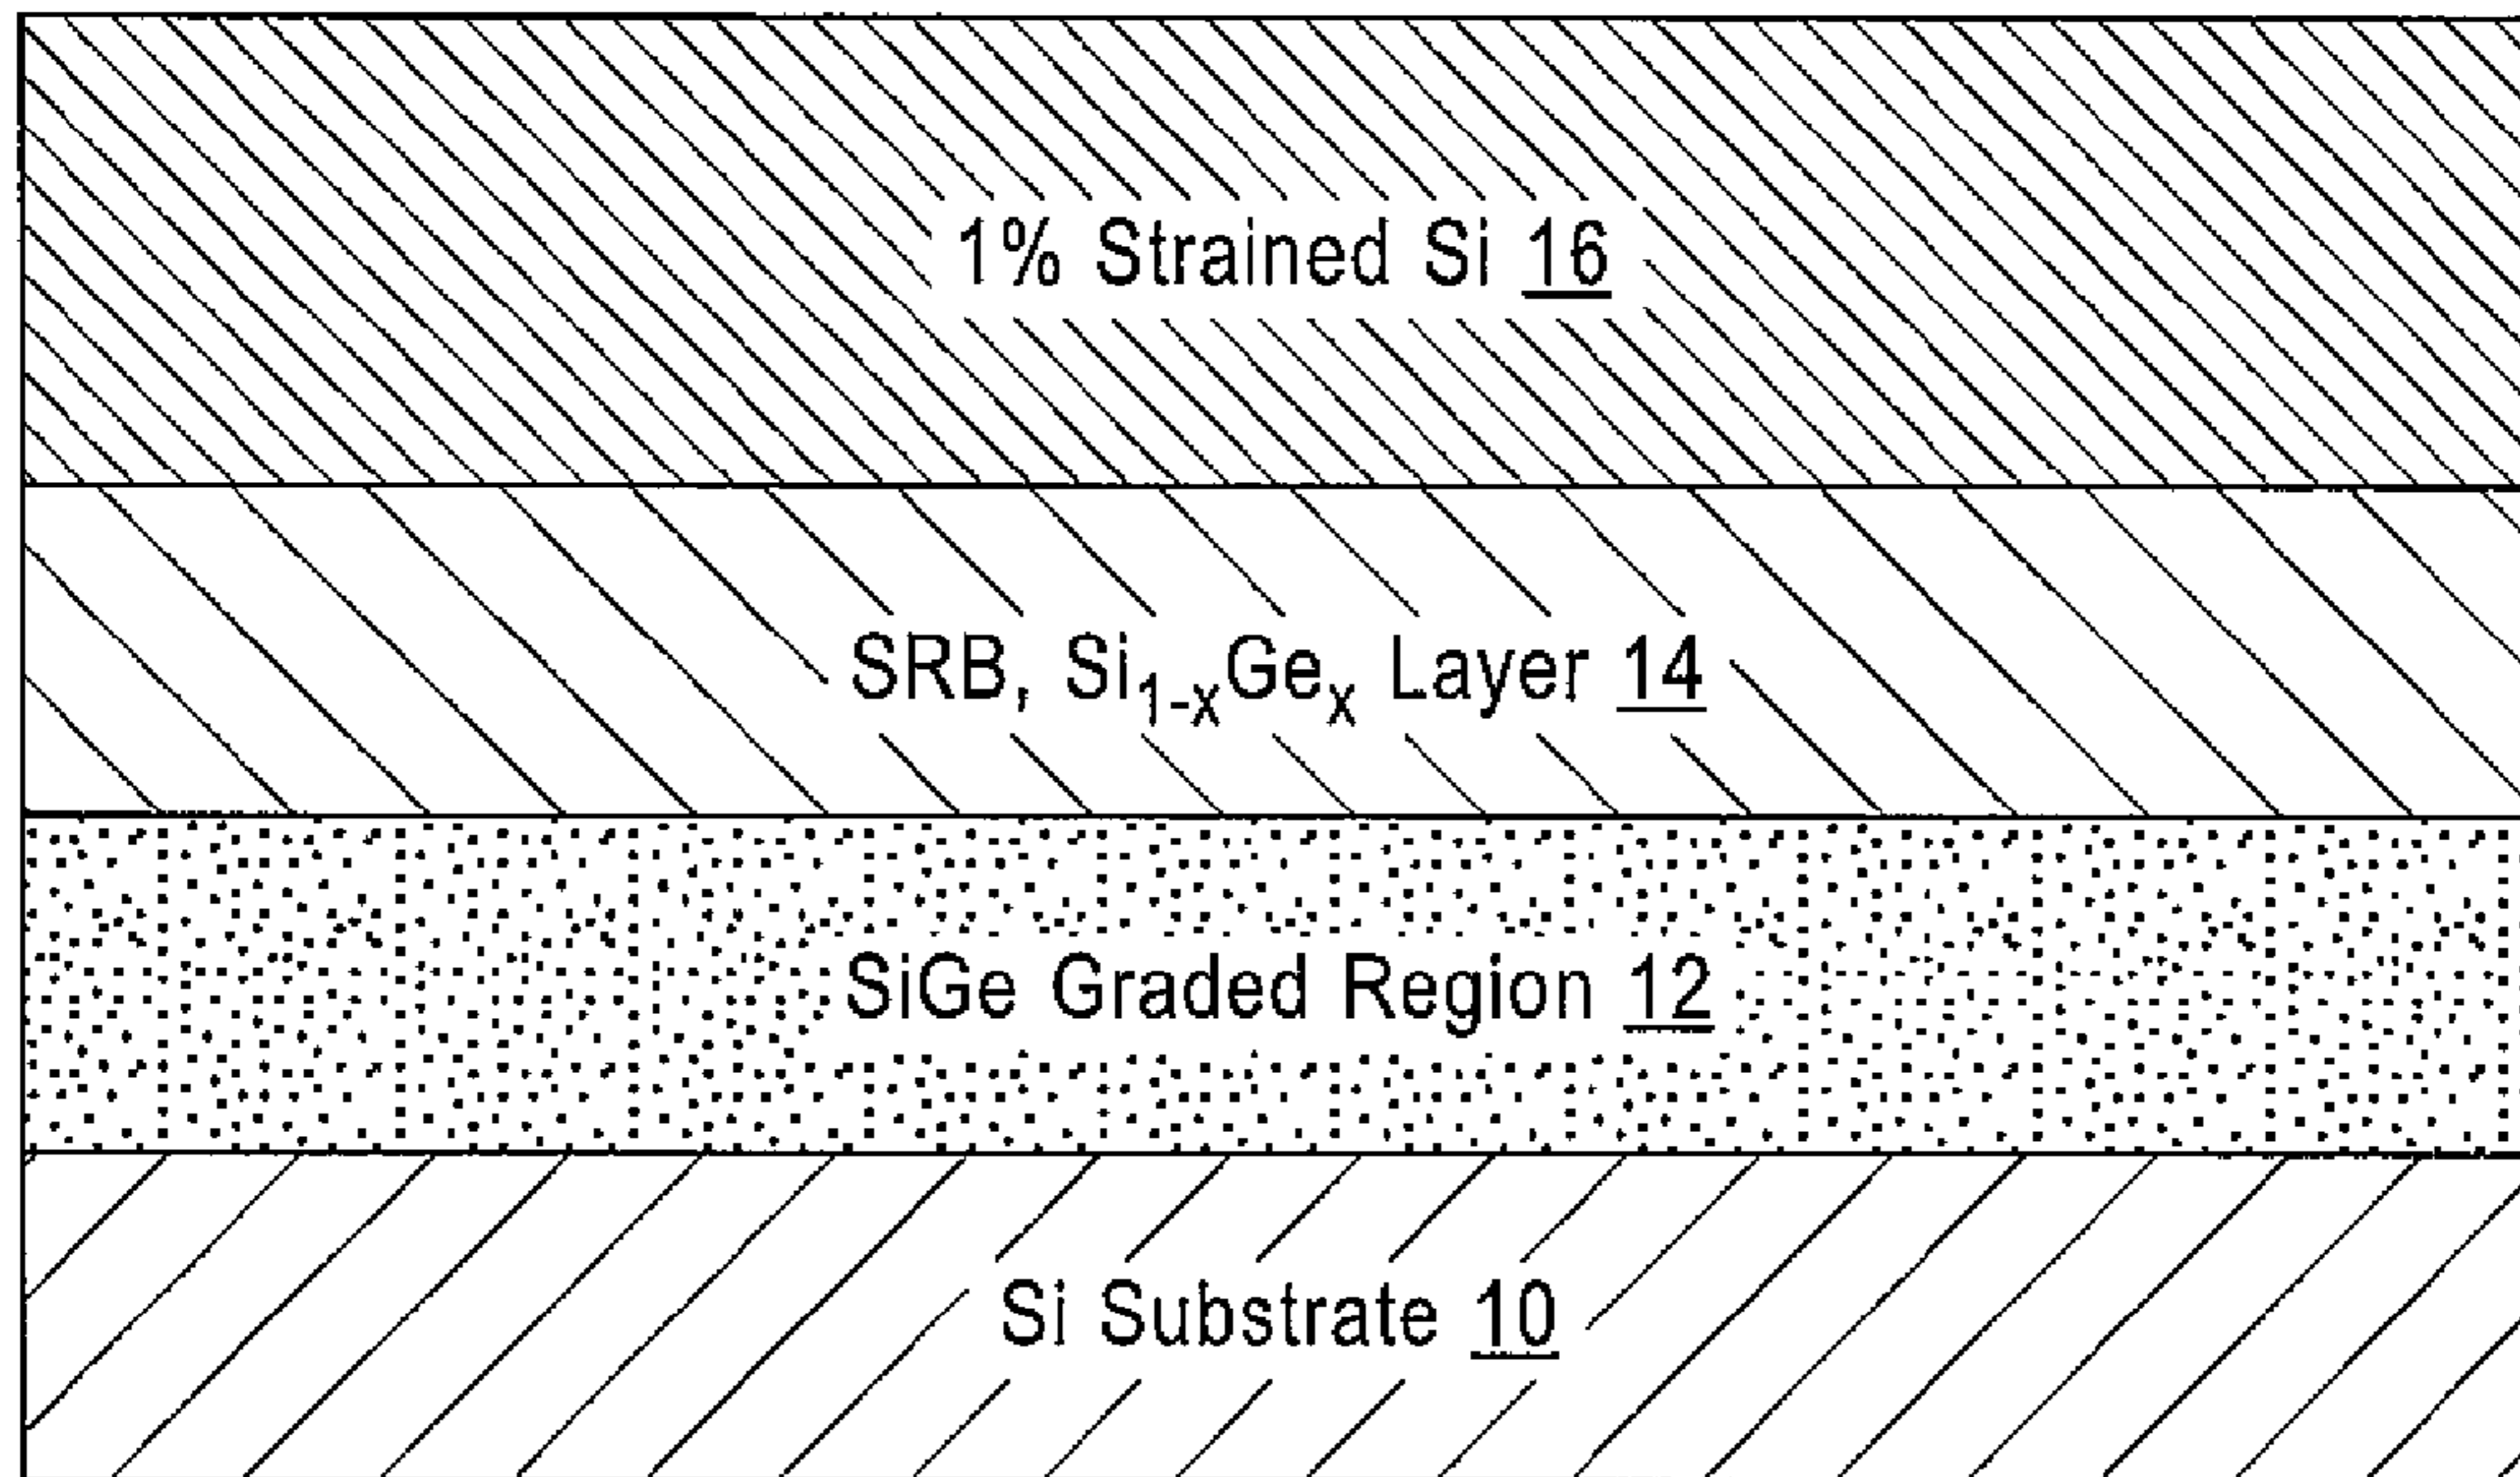 1% Strained Si 16
SRB, Si₁₋ₓGeₓ Layer 14
SiGe Graded Region 12
Si Substrate 10